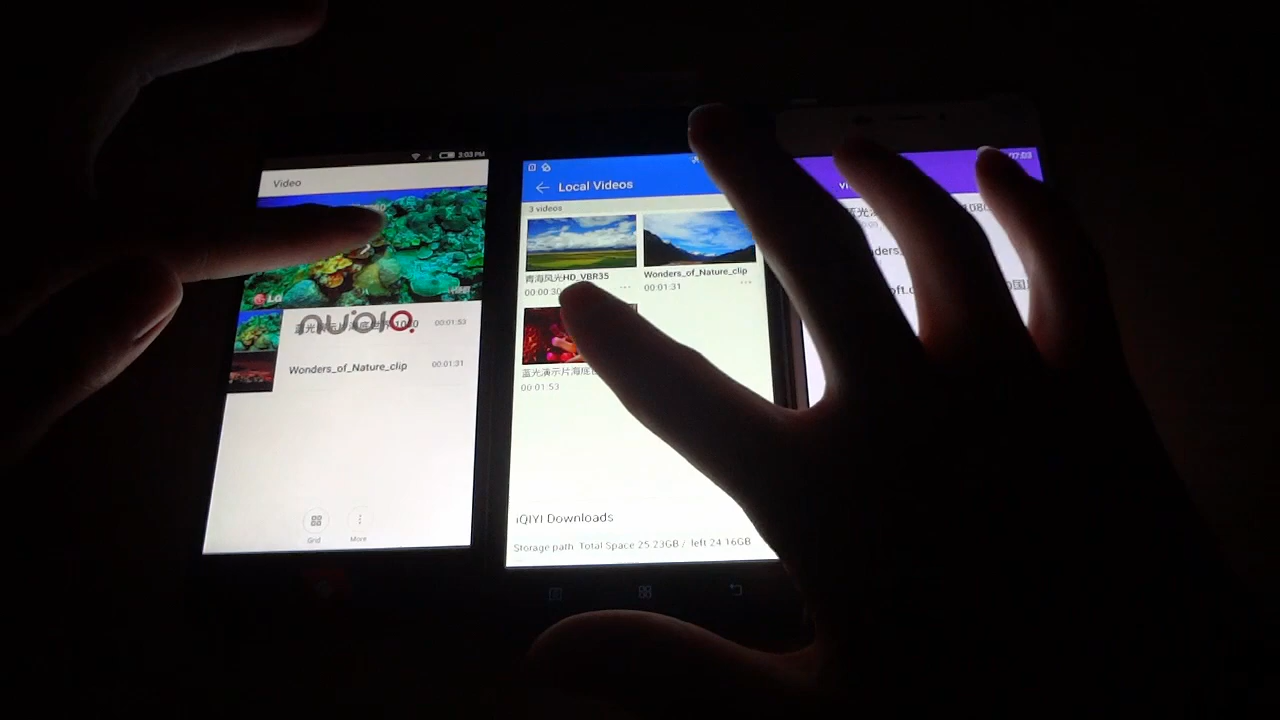 3:03 PM
Video
LG
nubia
00:01:53
Wonders_of_Nature_clip
00:01:31
Grid
More
Local Videos
3 videos
青海风光HD_VBR35
00:00:30
Wonders_of_Nature_clip
00:01:31
蓝光演示片海底
00:01:53
iQIYI Downloads
Storage path Total Space 25.23GB / left 24.16GB